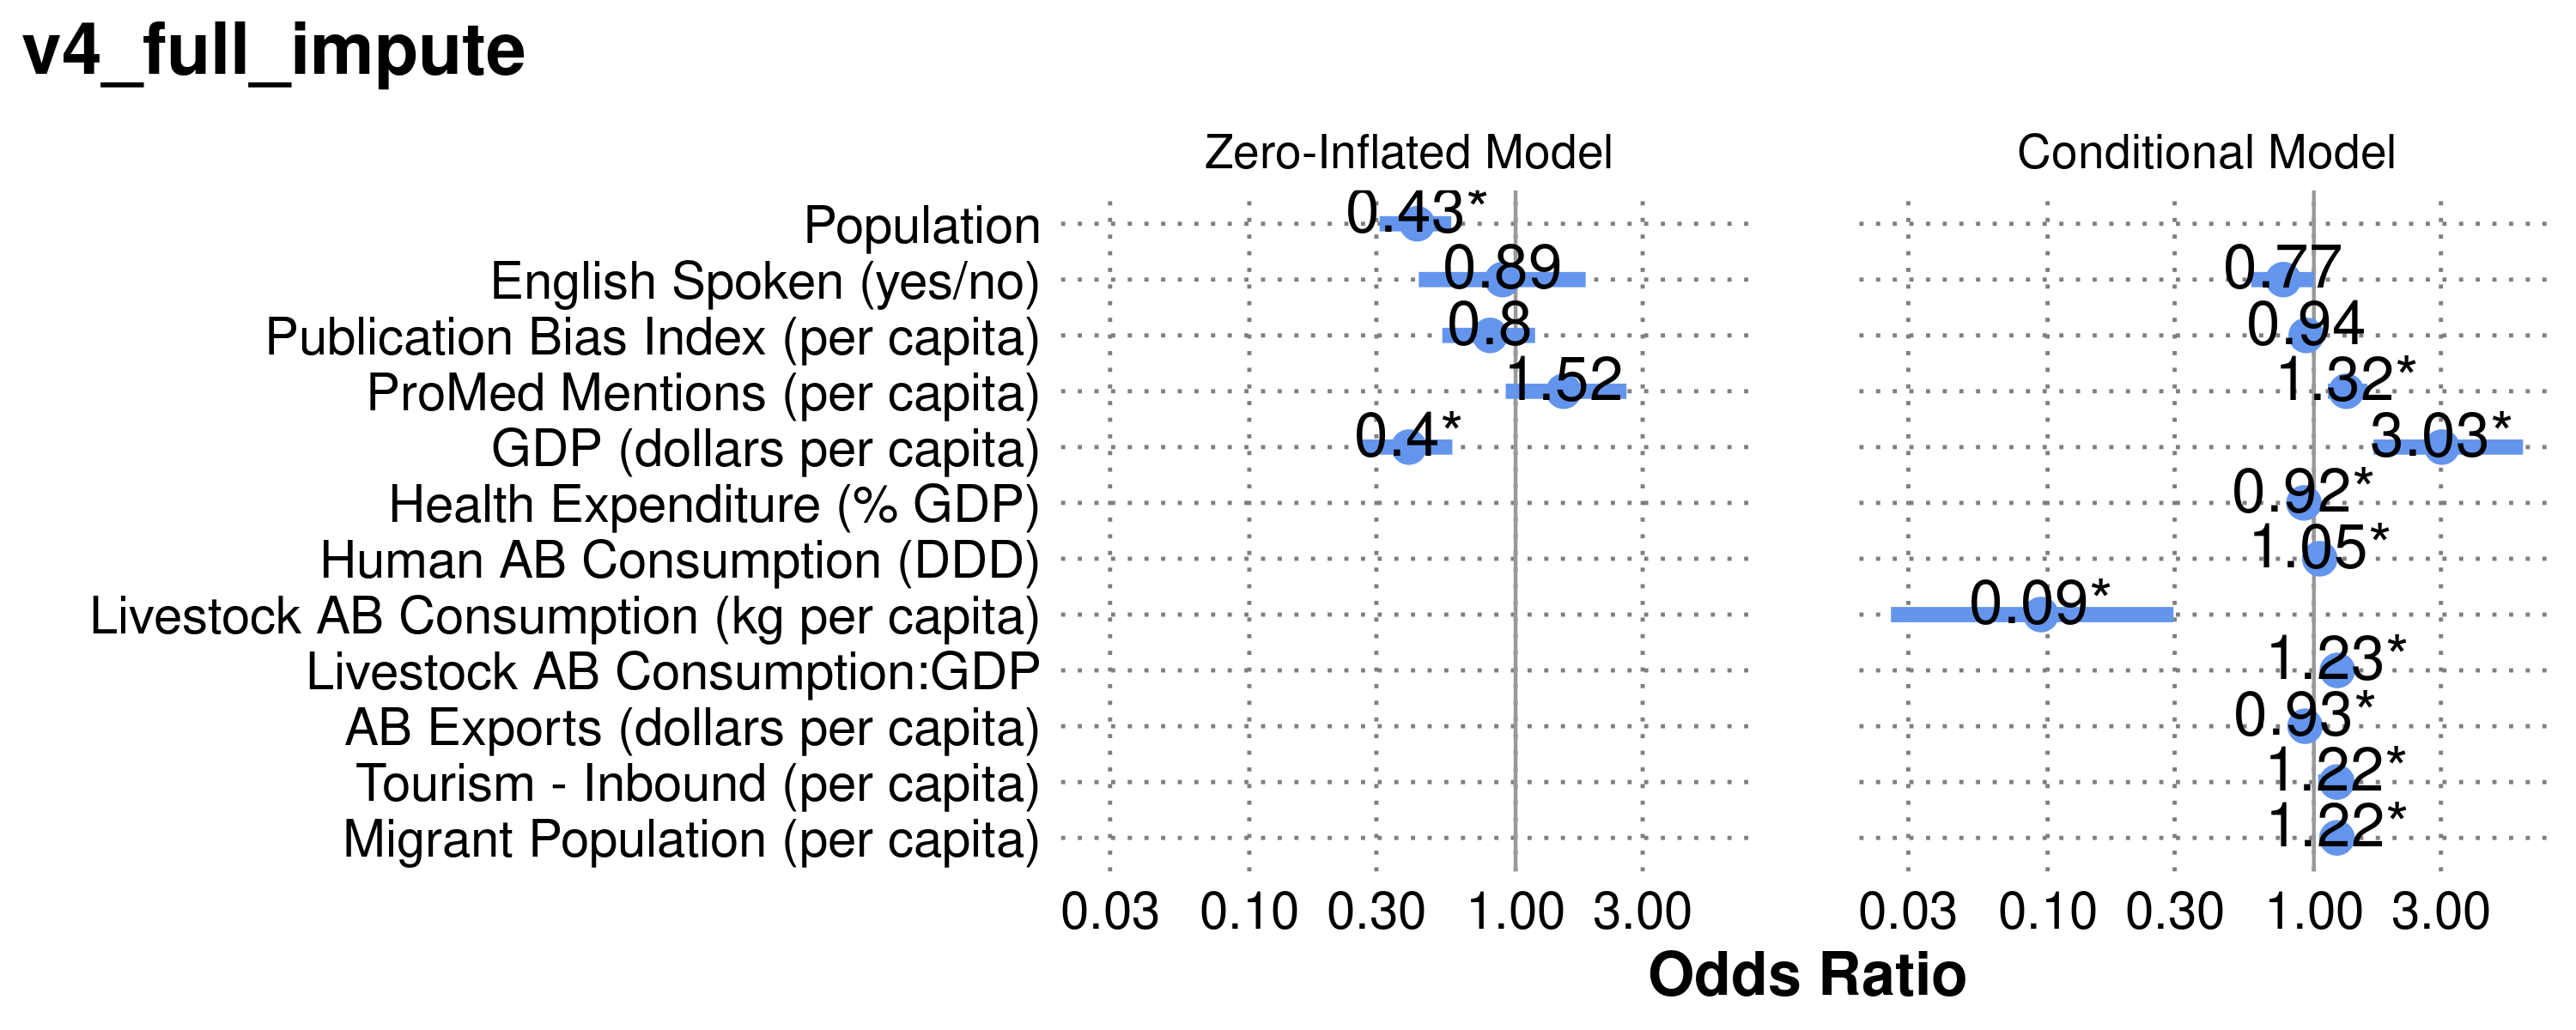 v4_full_impute
Zero-Inflated Model Conditional Model
Population 0.43*
English Spoken (yes/no) 0.89 0.77
Publication Bias Index (per capita) 0.8 0.94
ProMed Mentions (per capita) 1.52 1.32*
GDP (dollars per capita) 0.4* 3.03*
Health Expenditure (% GDP) 0.92*
Human AB Consumption (DDD) 1.05*
Livestock AB Consumption (kg per capita) 0.09*
Livestock AB Consumption:GDP 1.23*
AB Exports (dollars per capita) 0.93*
Tourism - Inbound (per capita) 1.22*
Migrant Population (per capita) 1.22*
0.03 0.10 0.30 1.00 3.00 0.03 0.10 0.30 1.00 3.00
Odds Ratio